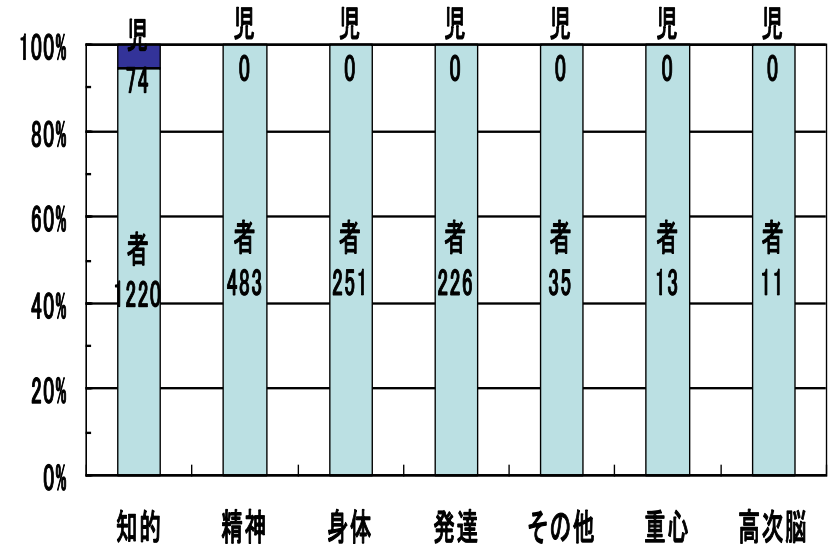 児 児 児 児 児 児 児
100%
74 0 0 0 0 0 0
80%
60%
者 者 者 者 者 者 者
1220 483 251 226 35 13 11
40%
20%
0%
知的 精神 身体 発達 その他 重心 高次脳